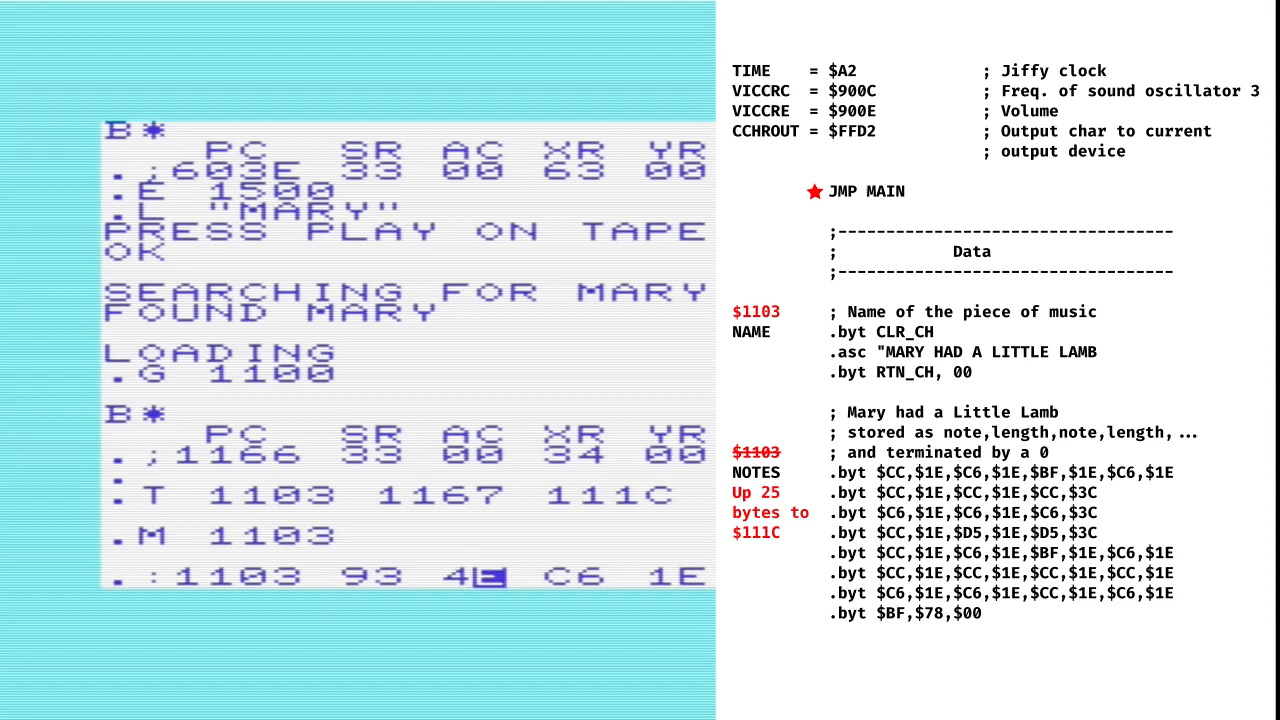 B*
PC SR AC XR YR
.;603E 33 00 63 00
.E 1500
.L "MARY"
PRESS PLAY ON TAPE
OK
SEARCHING FOR MARY
FOUND MARY
LOADING
.G 1100
B*
PC SR AC XR YR
.;1166 33 00 34 00
.
.T 1103 1167 111C
.M 1103
.:1103 93 4E C6 1E
TIME = $A2 ; Jiffy clock
VICCRC = $900C ; Freq. of sound oscillator 3
VICCRE = $900E ; Volume
CCHROUT = $FFD2 ; Output char to current
; output device
JMP MAIN
;-----------------------------------
; Data
;-----------------------------------
$1103 ; Name of the piece of music
NAME .byt CLR_CH
.asc "MARY HAD A LITTLE LAMB
.byt RTN_CH, 00
; Mary had a Little Lamb
; stored as note,length,note,length,...
$1103 ; and terminated by a 0
NOTES .byt $CC,$1E,$C6,$1E,$BF,$1E,$C6,$1E
Up 25 .byt $CC,$1E,$CC,$1E,$CC,$3C
bytes to .byt $C6,$1E,$C6,$1E,$C6,$3C
$111C .byt $CC,$1E,$D5,$1E,$D5,$3C
.byt $CC,$1E,$C6,$1E,$BF,$1E,$C6,$1E
.byt $CC,$1E,$CC,$1E,$CC,$1E,$CC,$1E
.byt $C6,$1E,$C6,$1E,$CC,$1E,$C6,$1E
.byt $BF,$78,$00